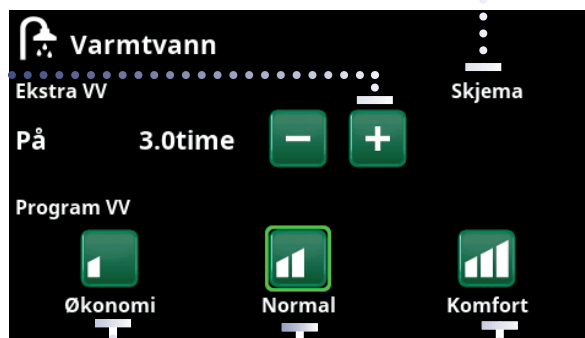 Varmtvann
Ekstra VV
Skjema
På 3.0time − +
Program VV
Økonomi Normal Komfort